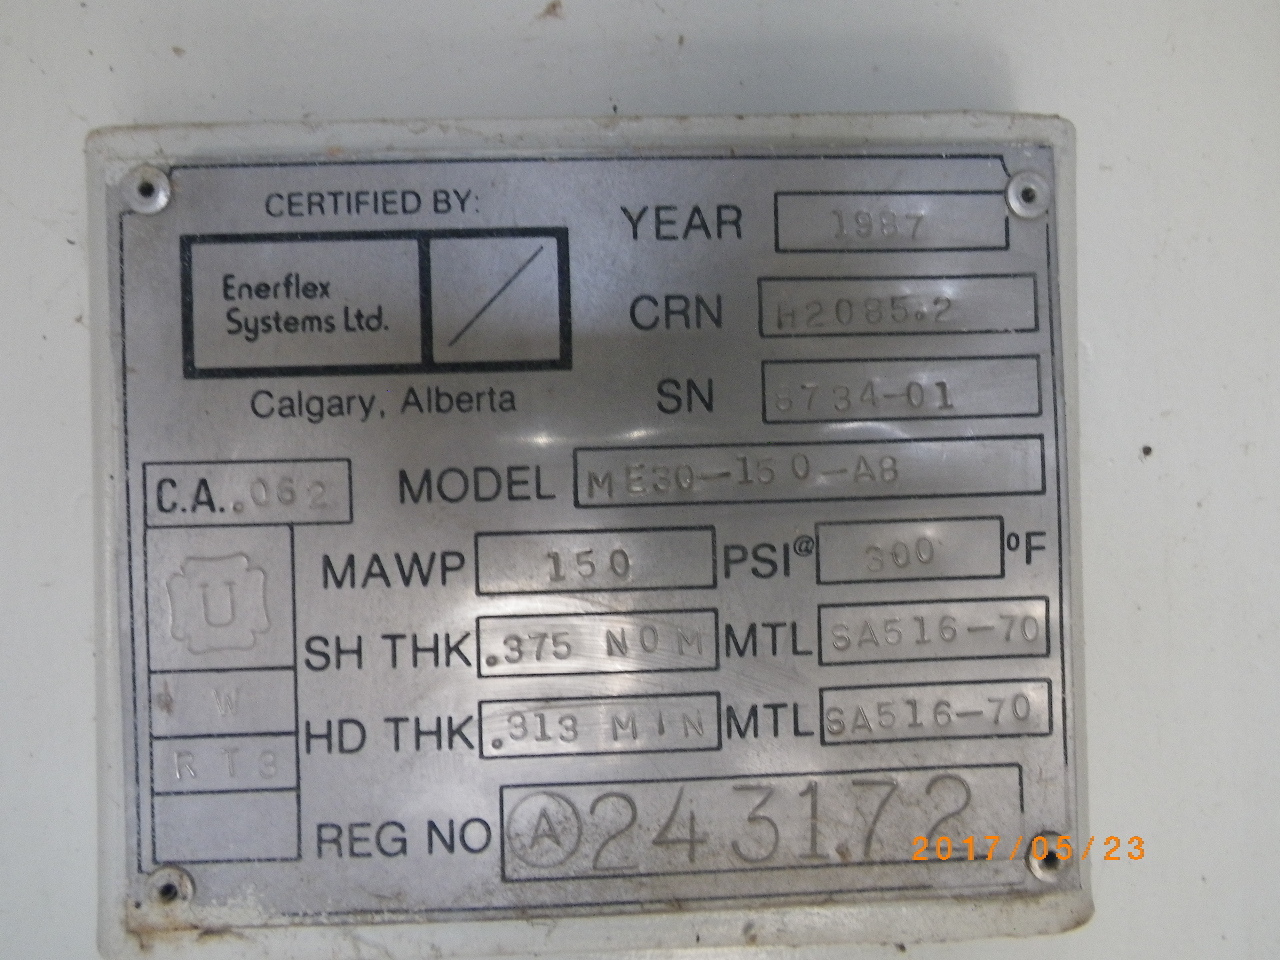 CERTIFIED BY:
Enerflex
Systems Ltd.
Calgary, Alberta
YEAR 1987
CRN H2085.2
SN 8734-01
C.A. .062
MODEL ME30-150-AB
U
W
RT3
MAWP 150 PSI@ 300 °F
SH THK .375 NOM MTL SA516-70
HD THK .313 MIN MTL SA516-70
REG NO A 243172
2017/05/23